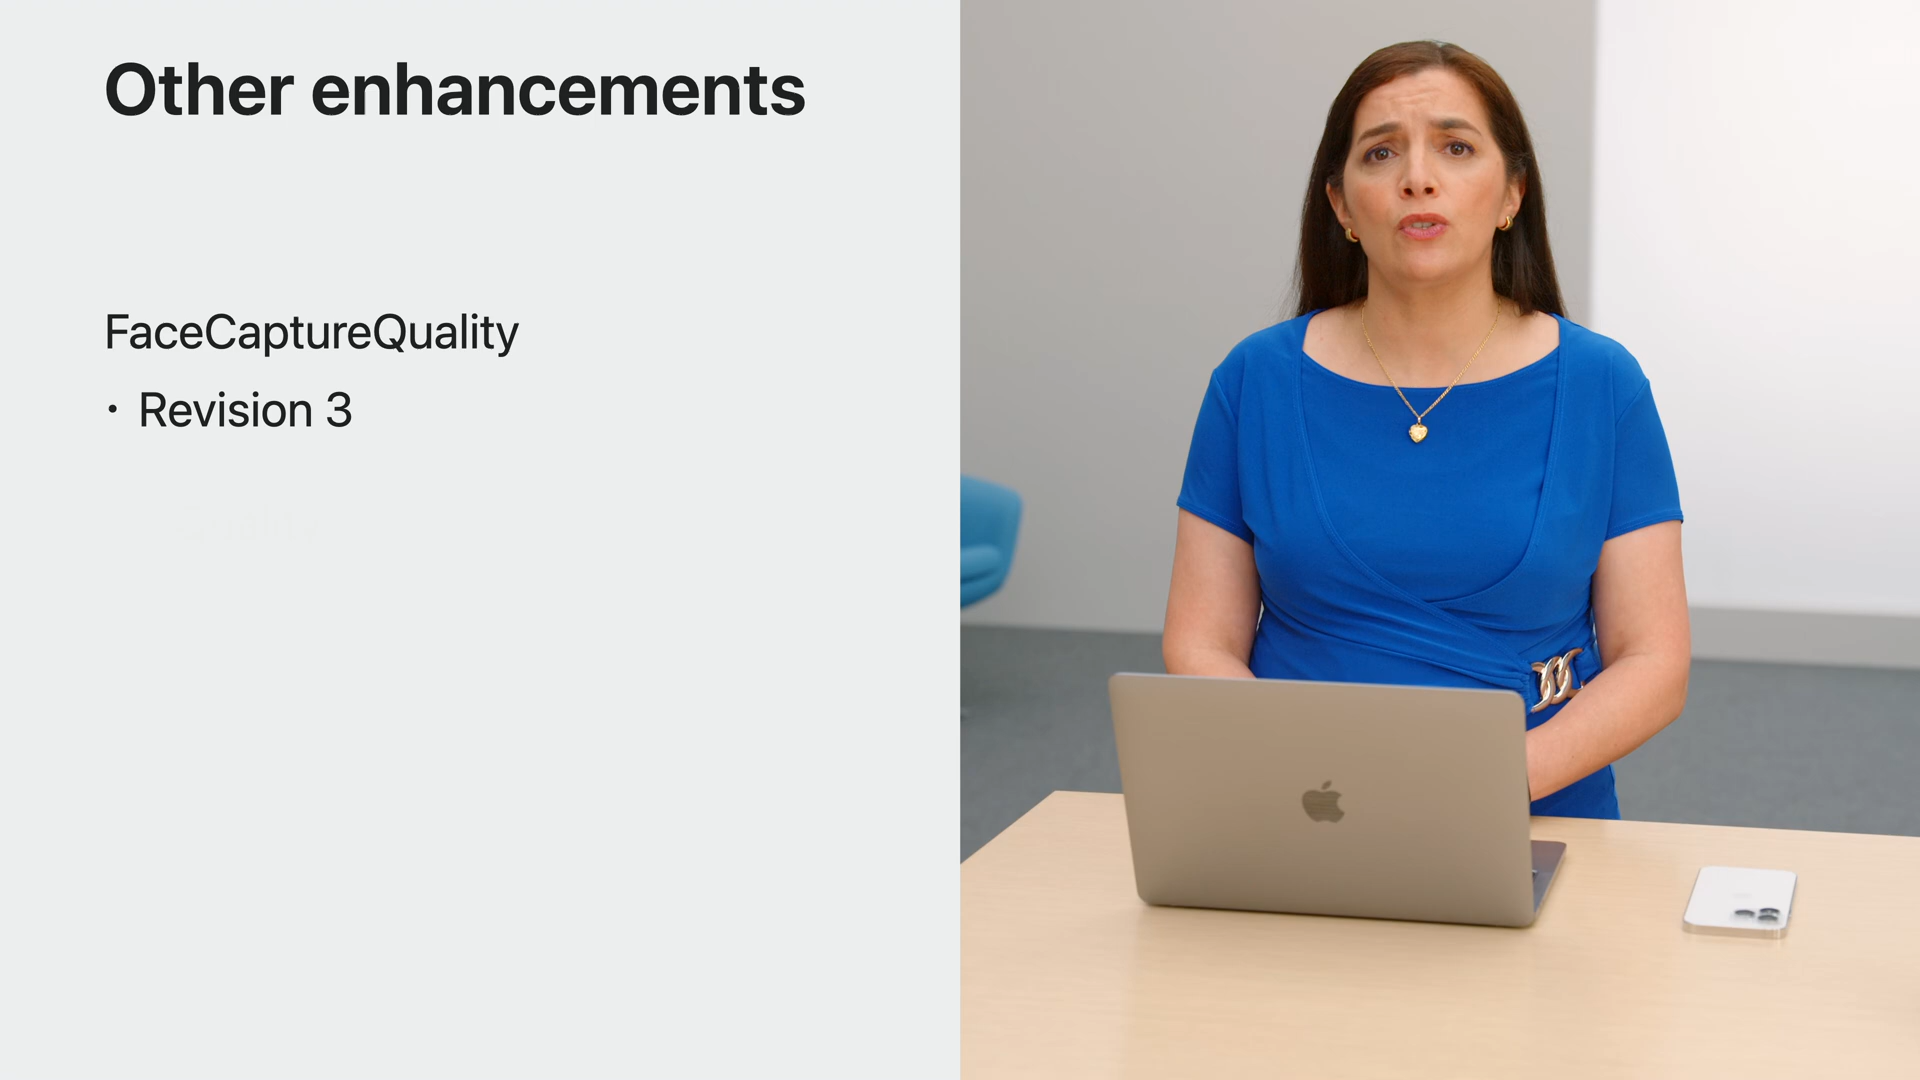 Other enhancements
FaceCaptureQuality
• Revision 3